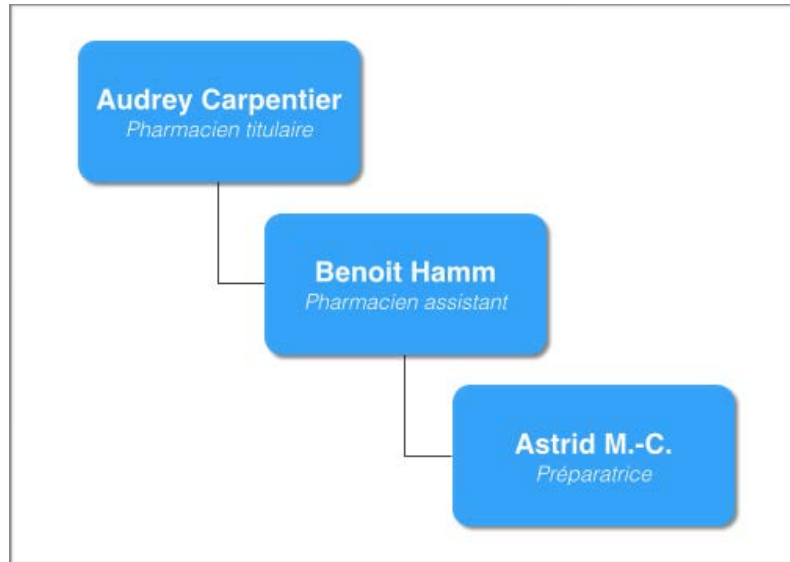 Audrey Carpentier
Pharmacien titulaire
Benoit Hamm
Pharmacien assistant
Astrid M.-C.
Préparatrice